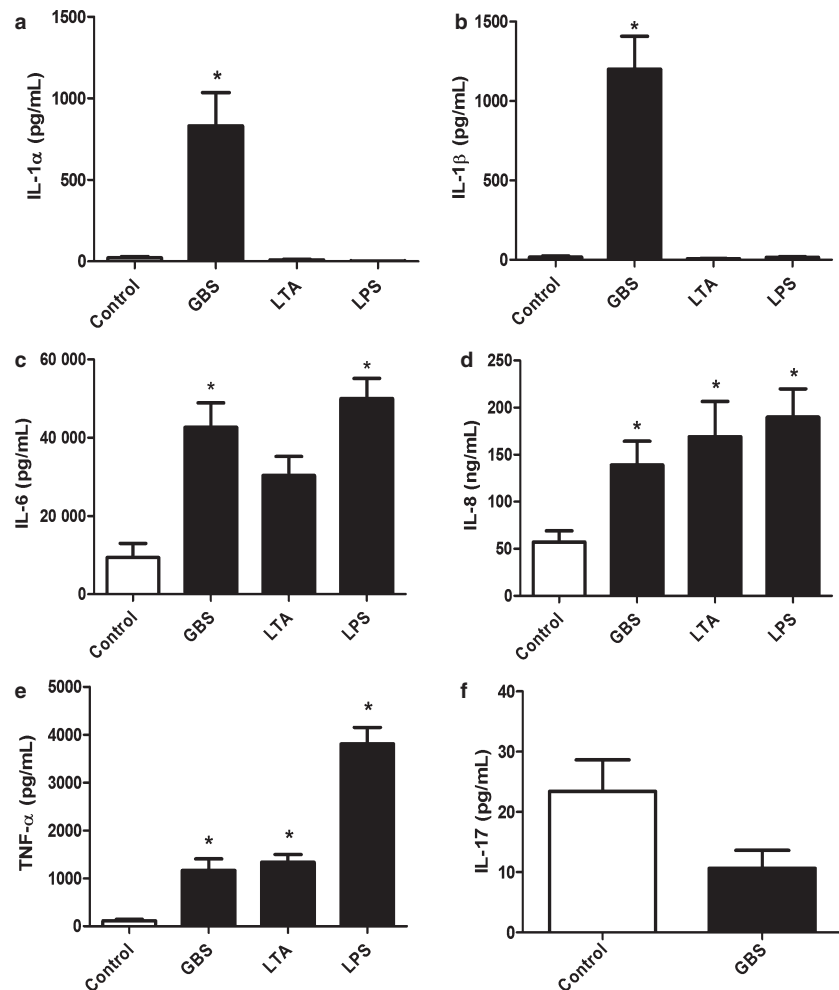 a
IL-1α (pg/mL)
1500
1000
500
0
*
Control
GBS
LTA
LPS
b
IL-1β (pg/mL)
1500
1000
500
0
*
Control
GBS
LTA
LPS
c
IL-6 (pg/mL)
60 000
40 000
20 000
0
*
*
Control
GBS
LTA
LPS
d
IL-8 (ng/mL)
250
200
150
100
50
0
*
*
*
Control
GBS
LTA
LPS
e
TNF-α (pg/mL)
5000
4000
3000
2000
1000
0
*
*
*
Control
GBS
LTA
LPS
f
IL-17 (pg/mL)
40
30
20
10
0
Control
GBS